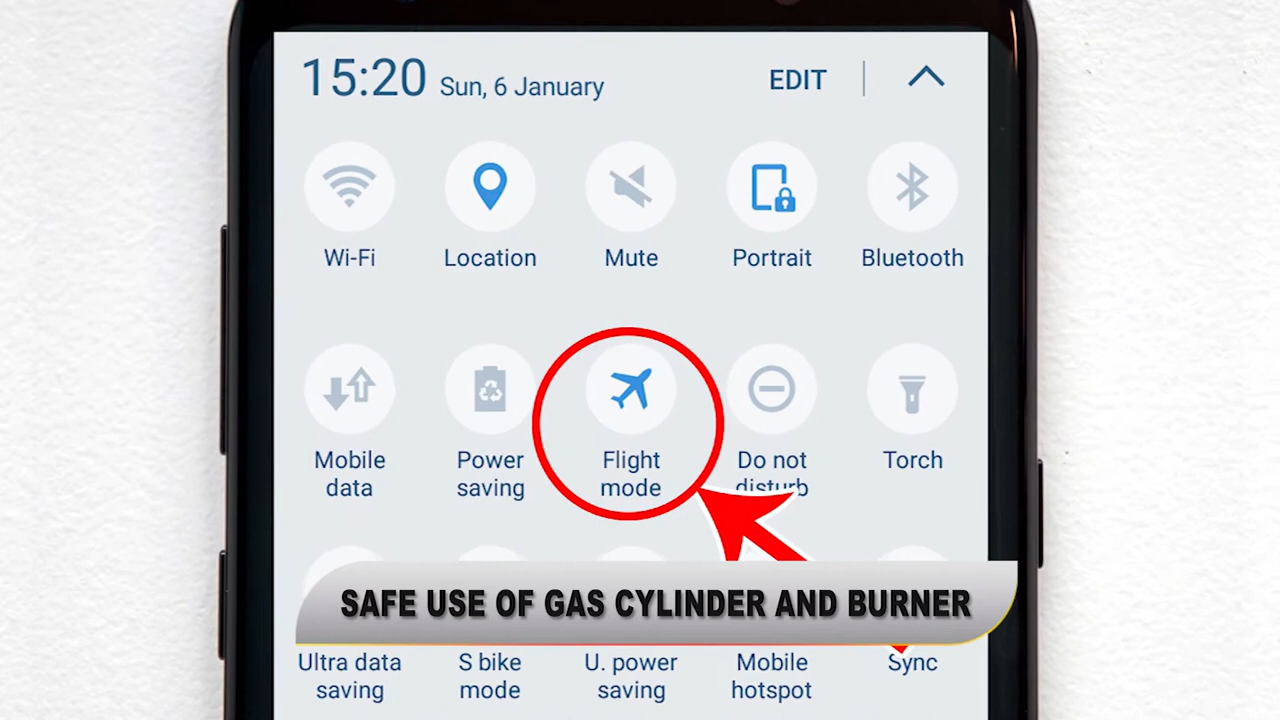 15:20 Sun, 6 January EDIT
Wi-Fi Location Mute Portrait Bluetooth
Mobile data
Power saving
Flight mode
Do not disturb
Torch
SAFE USE OF GAS CYLINDER AND BURNER
Ultra data saving
S bike mode
U. power saving
Mobile hotspot
Sync